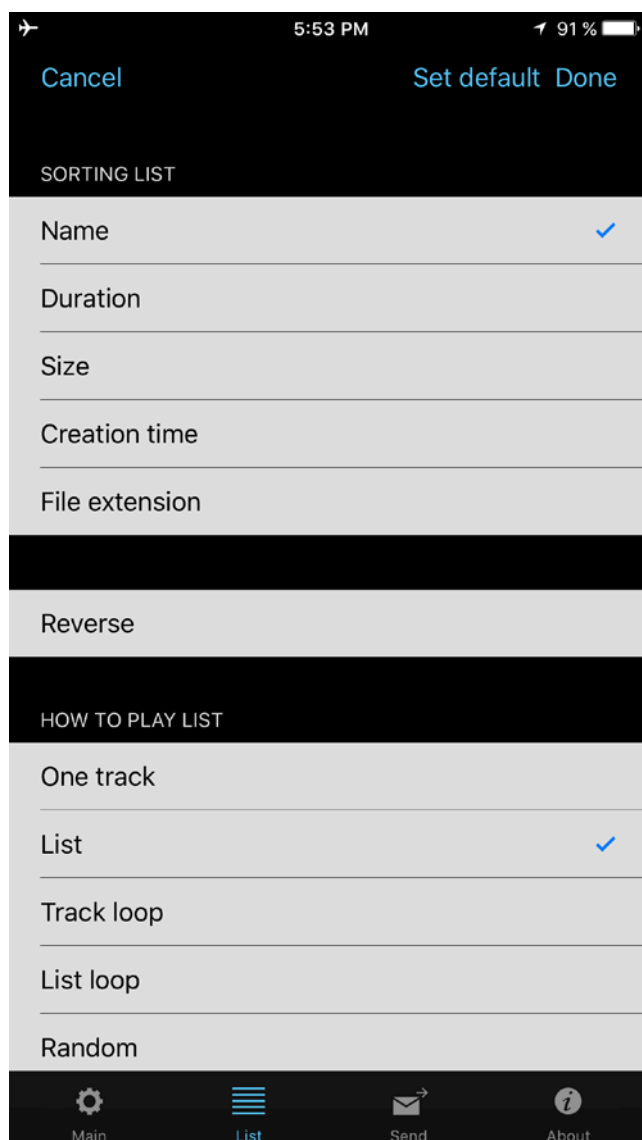 5:53 PM 91 %
Cancel Set default Done
SORTING LIST
Name
Duration
Size
Creation time
File extension
Reverse
HOW TO PLAY LIST
One track
List
Track loop
List loop
Random
Main List Send About